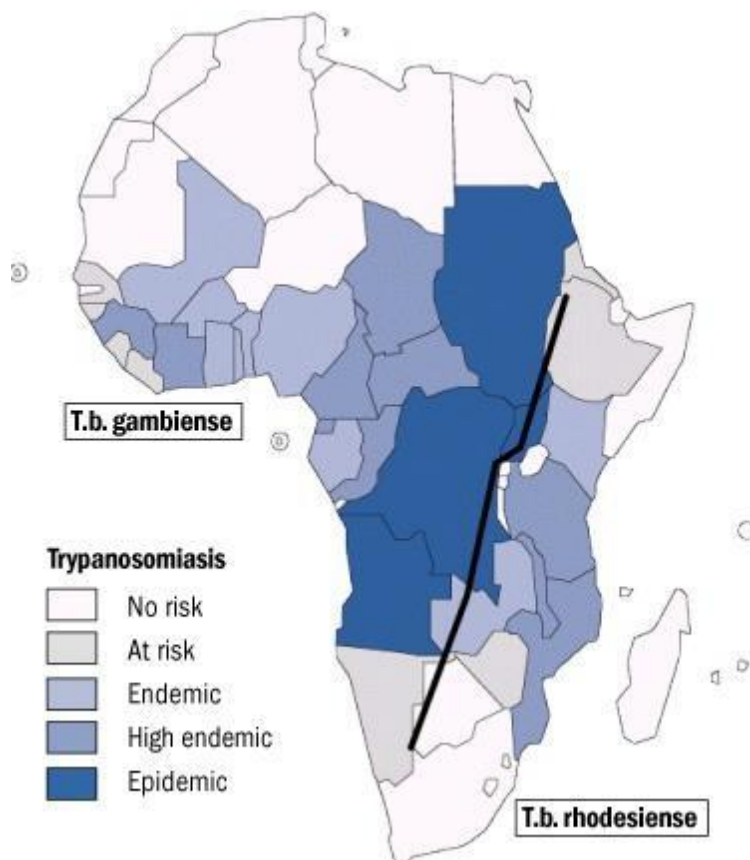 T.b. gambiense
Trypanosomiasis
No risk
At risk
Endemic
High endemic
Epidemic
T.b. rhodesiense